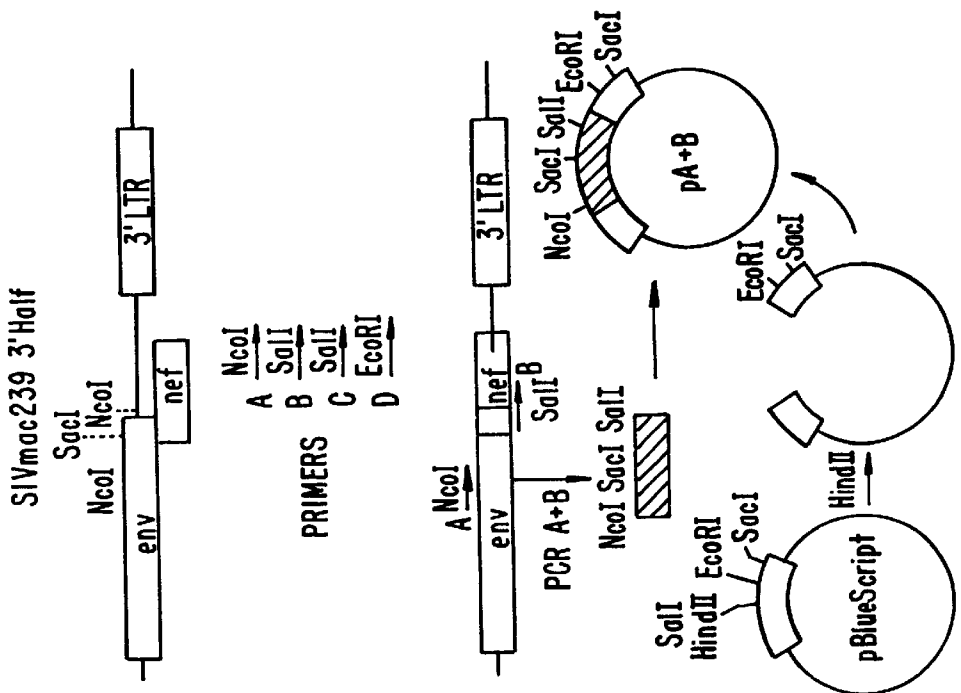 SIVmac239 3'Half
SacI
NcoI
NcoI
env
nef
3'LTR
PRIMERS
A NcoI
B SalI
C SalI
D EcoRI
A NcoI
env
nef
B
SalI
3'LTR
PCR A+B
NcoI SacI SalI
NcoI
SacI
SalI
EcoRI
SacI
pA+B
SalI
HindII
EcoRI
SacI
pBlueScript
HindII
EcoRI
SacI